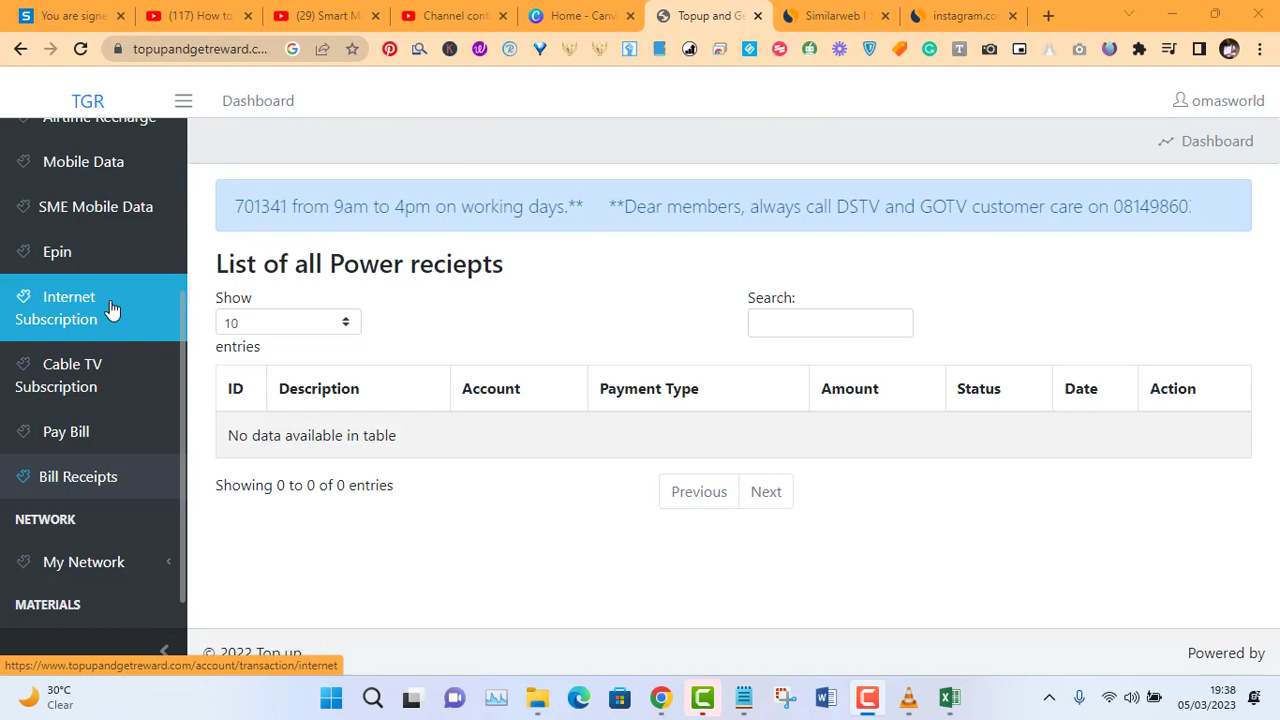 You are signe
(117) How to
(29) Smart M
Channel cont
Home - Canv
Topup and Ge
Similarweb |
instagram.co
topupandgetreward.c...
TGR
Dashboard
omasworld
Airtime Recharge
Dashboard
Mobile Data
701341 from 9am to 4pm on working days.** **Dear members, always call DSTV and GOTV customer care on 08149860
SME Mobile Data
Epin
List of all Power reciepts
Internet
Subscription
Show
10
entries
Search:
Cable TV
Subscription
ID Description Account Payment Type Amount Status Date Action
No data available in table
Pay Bill
Bill Receipts
Showing 0 to 0 of 0 entries
Previous Next
NETWORK
My Network
MATERIALS
© 2022 Top up
Powered by
https://www.topupandgetreward.com/account/transaction/internet
30°C
Clear
19:38
05/03/2023